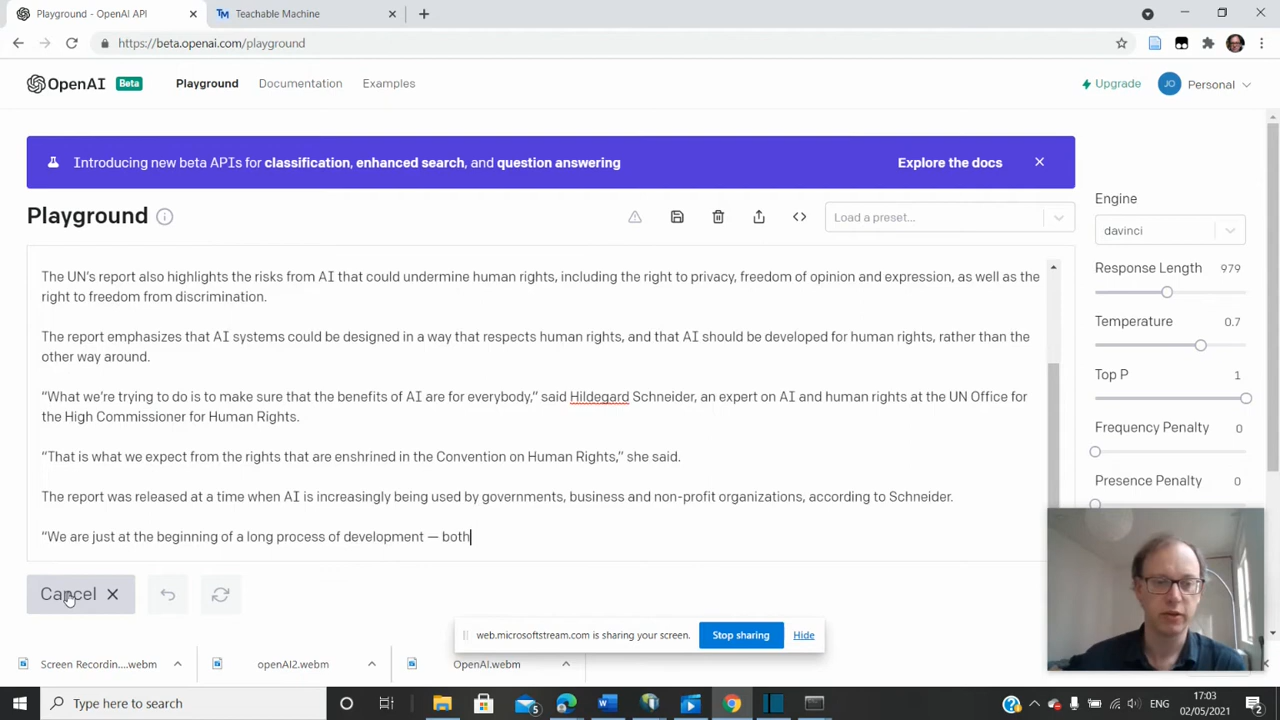 Playground - OpenAI API
Teachable Machine
https://beta.openai.com/playground
OpenAI Beta Playground Documentation Examples Upgrade JO Personal
Introducing new beta APIs for classification, enhanced search, and question answering Explore the docs
Playground Load a preset...
Engine
davinci
Response Length 979
Temperature 0.7
Top P 1
Frequency Penalty 0
Presence Penalty 0
The UN's report also highlights the risks from AI that could undermine human rights, including the right to privacy, freedom of opinion and expression, as well as the
right to freedom from discrimination.
The report emphasizes that AI systems could be designed in a way that respects human rights, and that AI should be developed for human rights, rather than the
other way around.
“What we’re trying to do is to make sure that the benefits of AI are for everybody,” said Hildegard Schneider, an expert on AI and human rights at the UN Office for
the High Commissioner for Human Rights.
“That is what we expect from the rights that are enshrined in the Convention on Human Rights,” she said.
The report was released at a time when AI is increasingly being used by governments, business and non-profit organizations, according to Schneider.
“We are just at the beginning of a long process of development — both
Cancel
web.microsoftstream.com is sharing your screen. Stop sharing Hide
Screen Recording....webm openAI2.webm OpenAI.webm
Type here to search
5
ENG
17:03
02/05/2021
2